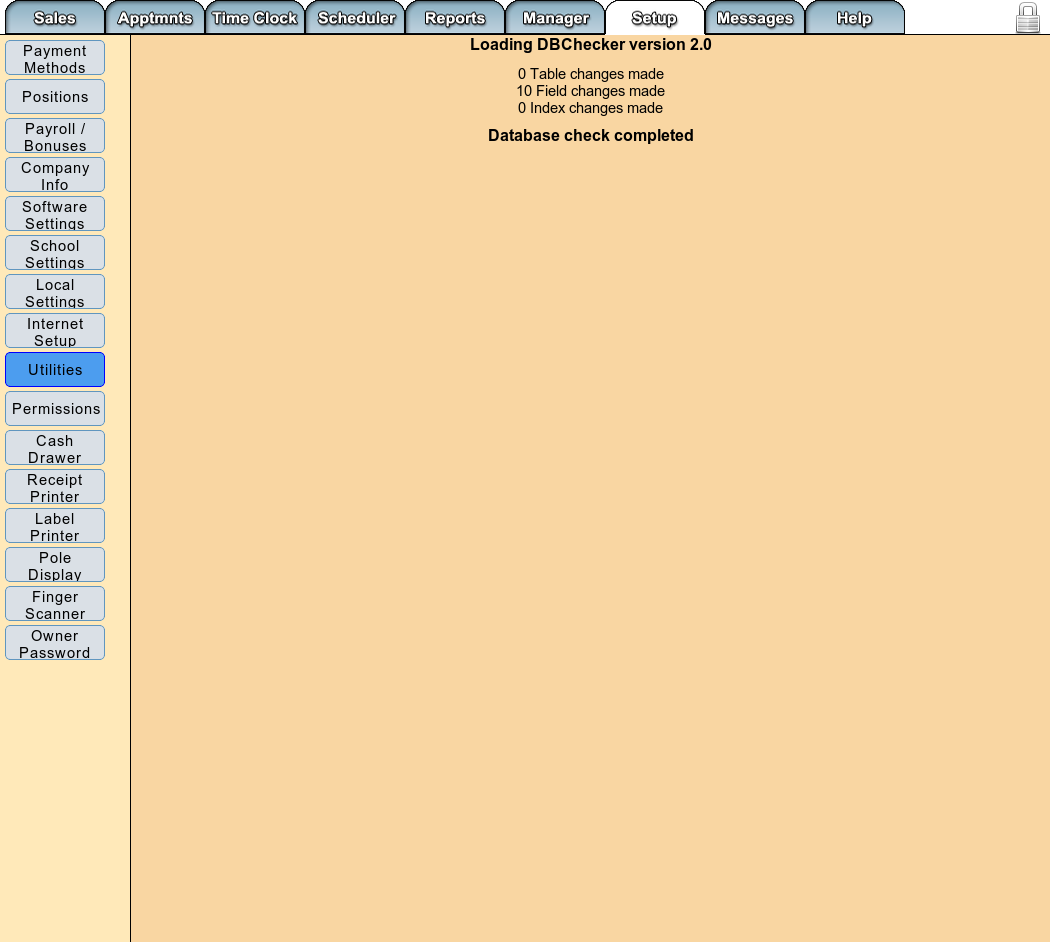 Sales Apptmnts Time Clock Scheduler Reports Manager Setup Messages Help
Payment
Methods
Positions
Payroll /
Bonuses
Company
Info
Software
Settings
School
Settings
Local
Settings
Internet
Setup
Utilities
Permissions
Cash
Drawer
Receipt
Printer
Label
Printer
Pole
Display
Finger
Scanner
Owner
Password
Loading DBChecker version 2.0
0 Table changes made
10 Field changes made
0 Index changes made
Database check completed